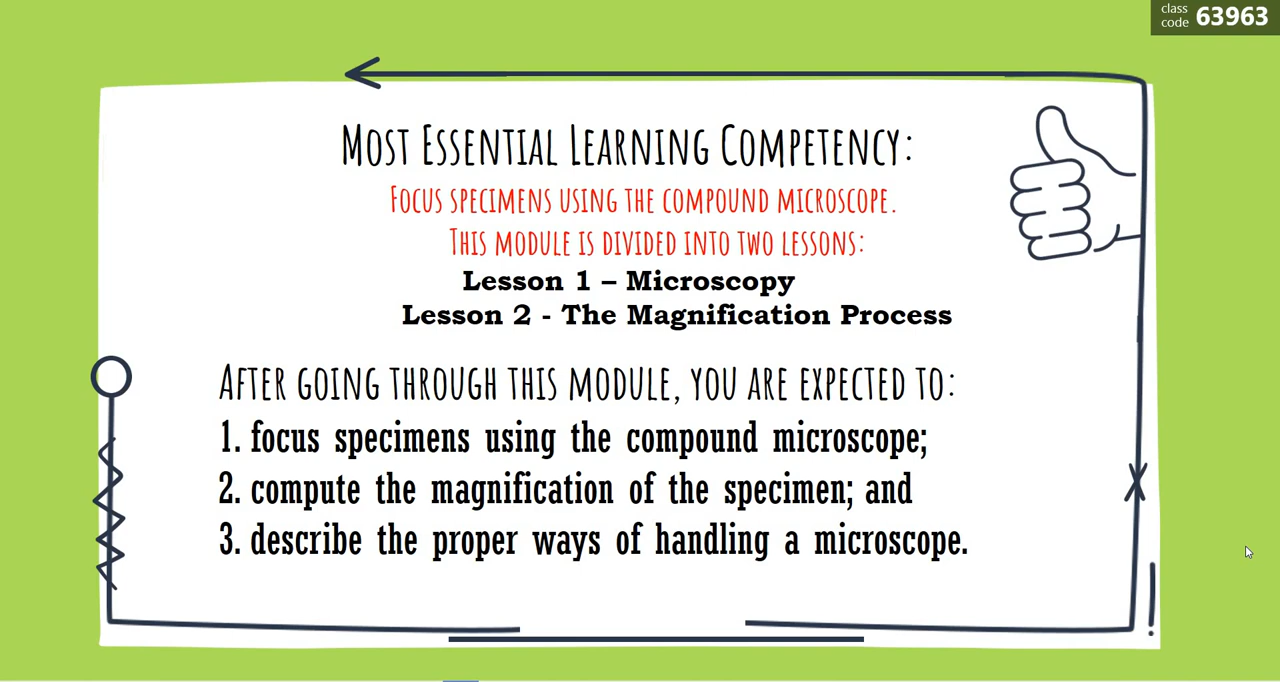 class
code 63963
Most Essential Learning Competency:
Focus specimens using the compound microscope.
This module is divided into two lessons:
Lesson 1 – Microscopy
Lesson 2 - The Magnification Process
After going through this module, you are expected to:
1. focus specimens using the compound microscope;
2. compute the magnification of the specimen; and
3. describe the proper ways of handling a microscope.